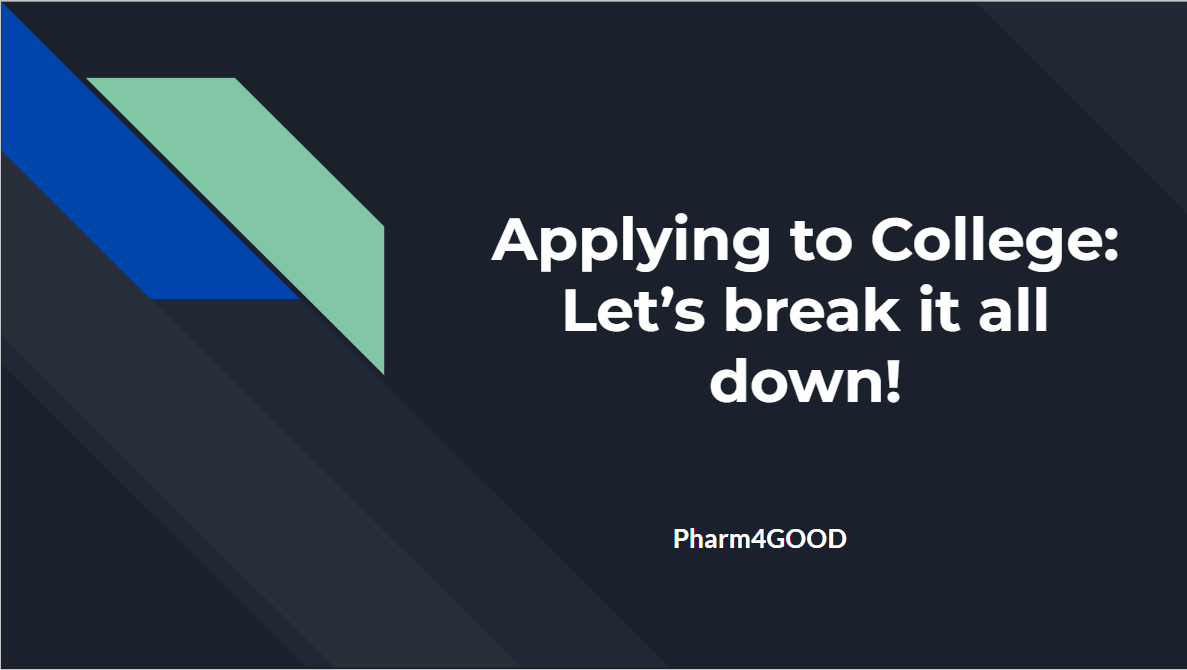 Applying to College:
Let’s break it all
down!
Pharm4GOOD